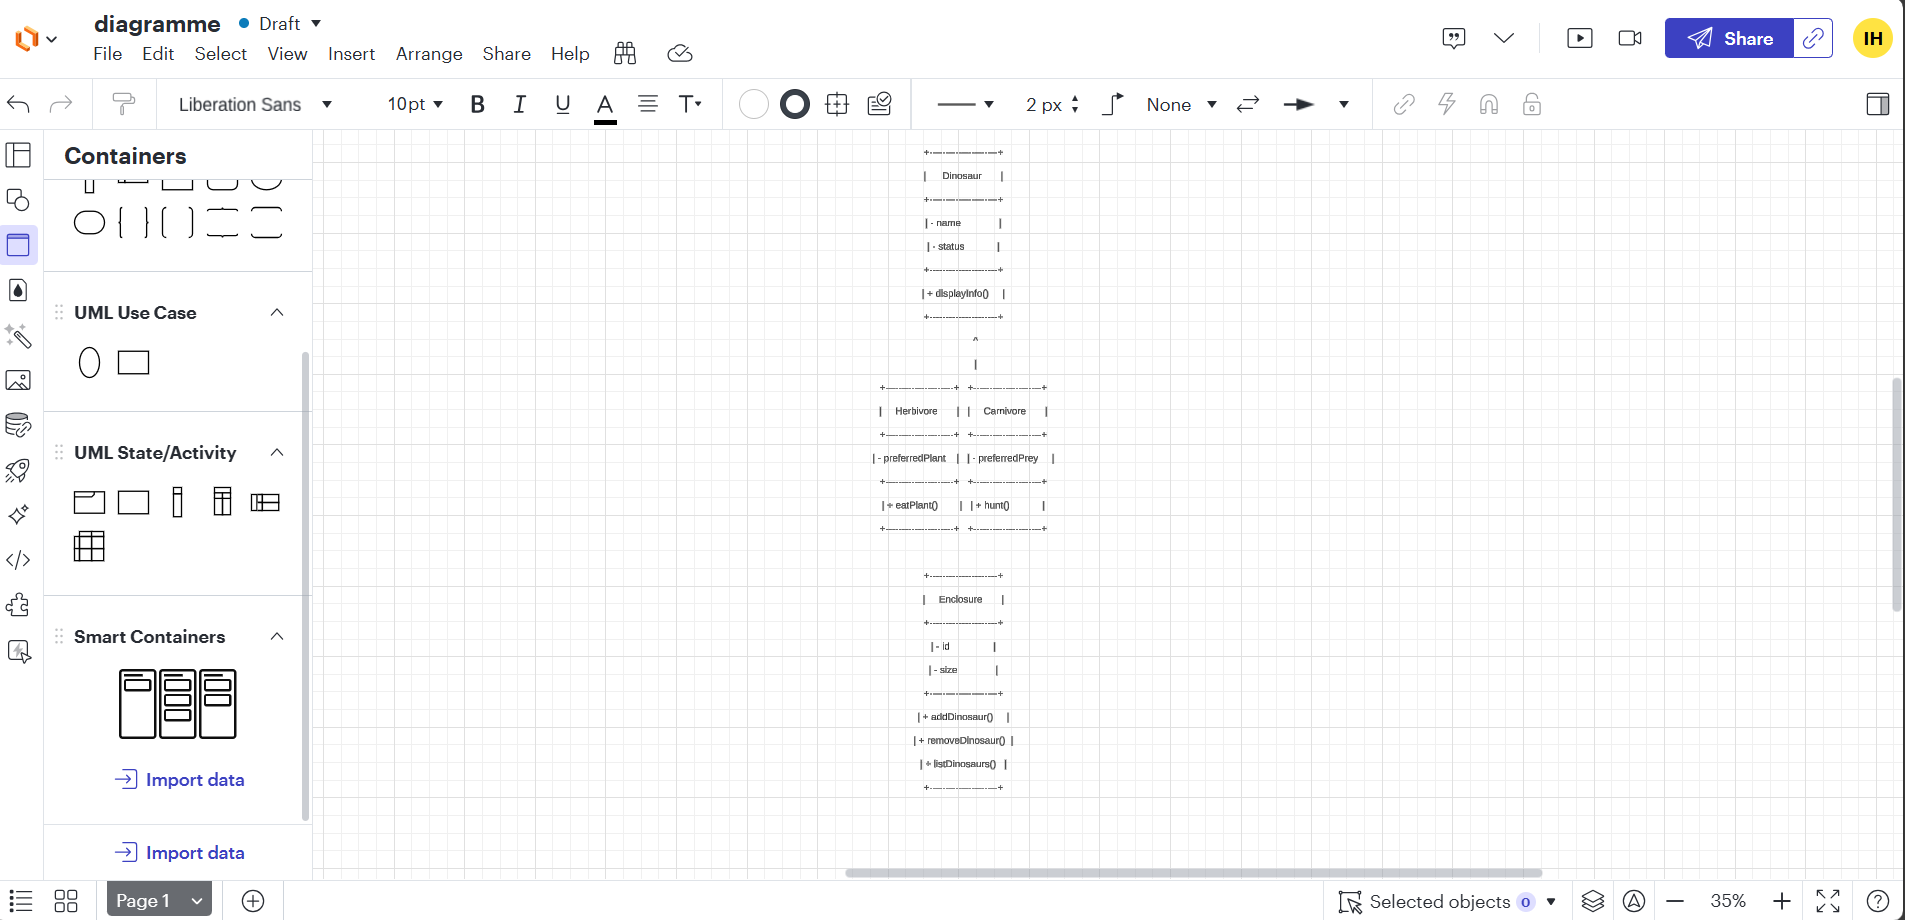 diagramme Draft
File Edit Select View Insert Arrange Share Help
Share
IH
Liberation Sans 10pt B I U A T 2 px None
Containers
UML Use Case
UML State/Activity
Smart Containers
Import data
Import data
+--------------------+
| Dinosaur |
+--------------------+
| - name |
| - status |
+--------------------+
| + displayInfo() |
+--------------------+
^
|
+--------------------+ +--------------------+
| Herbivore | | Carnivore |
+--------------------+ +--------------------+
| - preferredPlant | | - preferredPrey |
+--------------------+ +--------------------+
| + eatPlant() | | + hunt() |
+--------------------+ +--------------------+
+--------------------+
| Enclosure |
+--------------------+
| - id |
| - size |
+--------------------+
| + addDinosaur() |
| + removeDinosaur() |
| + listDinosaurs() |
+--------------------+
Page 1
Selected objects 0
35%